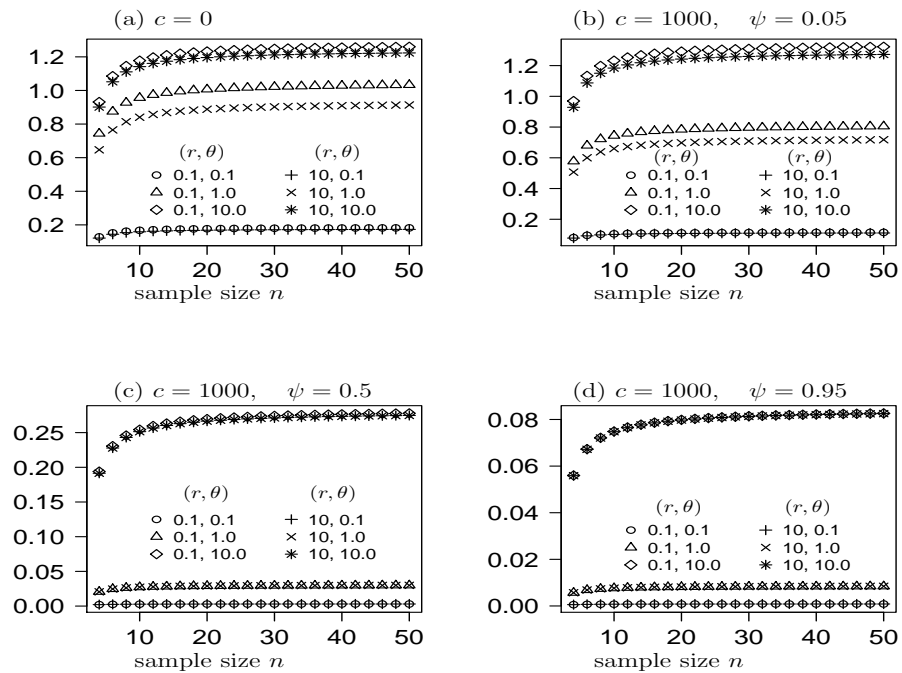 (a) c = 0
1.2
1.0
0.8
0.6
0.4
0.2
(r, θ) (r, θ)
0.1, 0.1 10, 0.1
0.1, 1.0 10, 1.0
0.1, 10.0 10, 10.0
10 20 30 40 50
sample size n
(b) c = 1000, ψ = 0.05
1.2
1.0
0.8
0.6
0.4
0.2
(r, θ) (r, θ)
0.1, 0.1 10, 0.1
0.1, 1.0 10, 1.0
0.1, 10.0 10, 10.0
10 20 30 40 50
sample size n
(c) c = 1000, ψ = 0.5
0.25
0.20
0.15
0.10
0.05
0.00
(r, θ) (r, θ)
0.1, 0.1 10, 0.1
0.1, 1.0 10, 1.0
0.1, 10.0 10, 10.0
10 20 30 40 50
sample size n
(d) c = 1000, ψ = 0.95
0.08
0.06
0.04
0.02
0.00
(r, θ) (r, θ)
0.1, 0.1 10, 0.1
0.1, 1.0 10, 1.0
0.1, 10.0 10, 10.0
10 20 30 40 50
sample size n